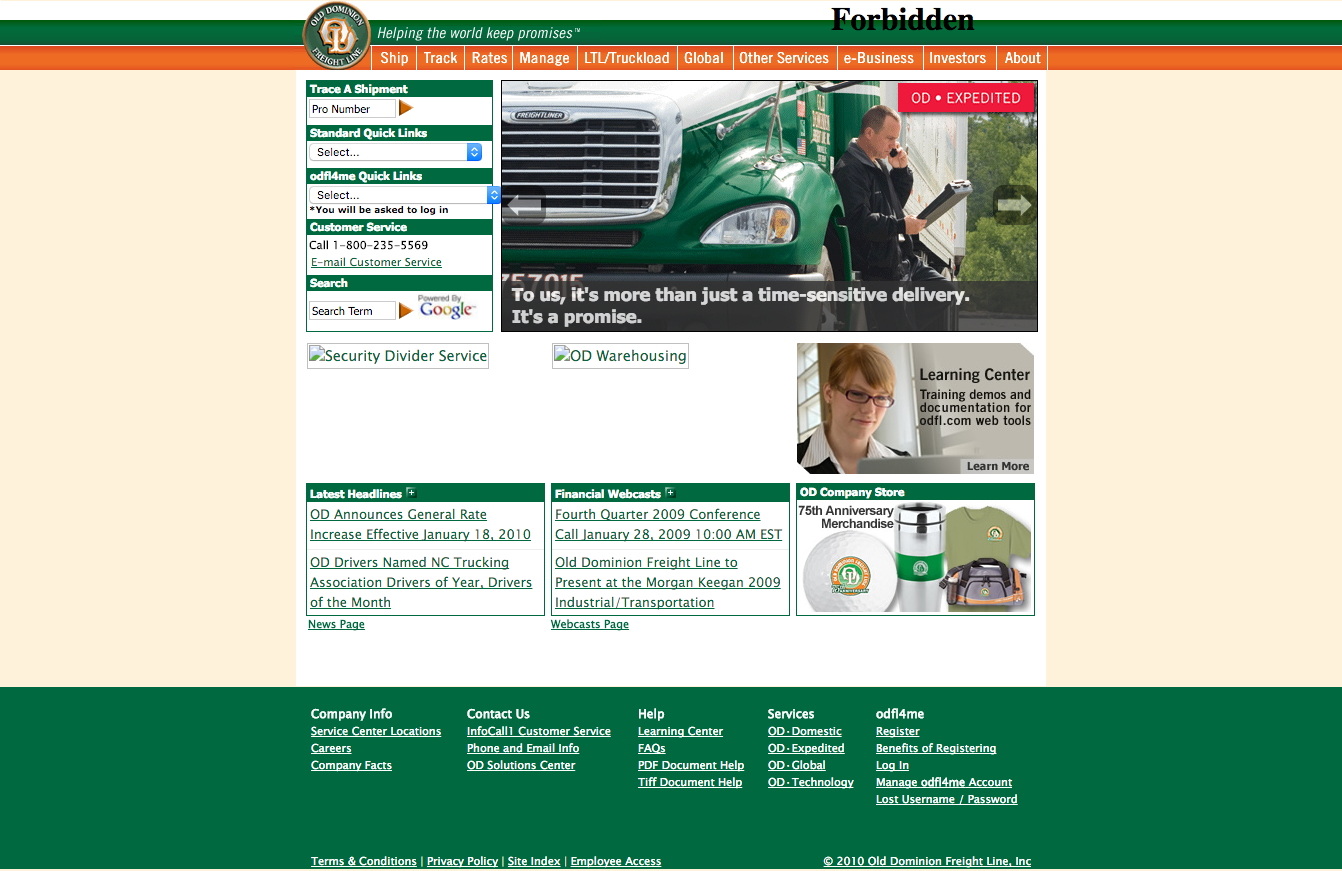 OLD DOMINION
FREIGHT LINE
Helping the world keep promises™
Forbidden
Ship
Track
Rates
Manage
LTL/Truckload
Global
Other Services
e-Business
Investors
About
Trace A Shipment
Pro Number
Standard Quick Links
Select...
odfl4me Quick Links
Select...
*You will be asked to log in
Customer Service
Call 1-800-235-5569
E-mail Customer Service
Search
Search Term
Powered By
Google™
FREIGHTLINER
OD • EXPEDITED
757015
To us, it's more than just a time-sensitive delivery.
It's a promise.
Security Divider Service
OD Warehousing
Learning Center
Training demos and
documentation for
odfl.com web tools
Learn More
Latest Headlines
OD Announces General Rate
Increase Effective January 18, 2010
OD Drivers Named NC Trucking
Association Drivers of Year, Drivers
of the Month
News Page
Financial Webcasts
Fourth Quarter 2009 Conference
Call January 28, 2009 10:00 AM EST
Old Dominion Freight Line to
Present at the Morgan Keegan 2009
Industrial/Transportation
Webcasts Page
OD Company Store
75th Anniversary
Merchandise
Company Info
Service Center Locations
Careers
Company Facts
Contact Us
InfoCall1 Customer Service
Phone and Email Info
OD Solutions Center
Help
Learning Center
FAQs
PDF Document Help
Tiff Document Help
Services
OD·Domestic
OD·Expedited
OD·Global
OD·Technology
odfl4me
Register
Benefits of Registering
Log In
Manage odfl4me Account
Lost Username / Password
Terms & Conditions | Privacy Policy | Site Index | Employee Access
© 2010 Old Dominion Freight Line, Inc